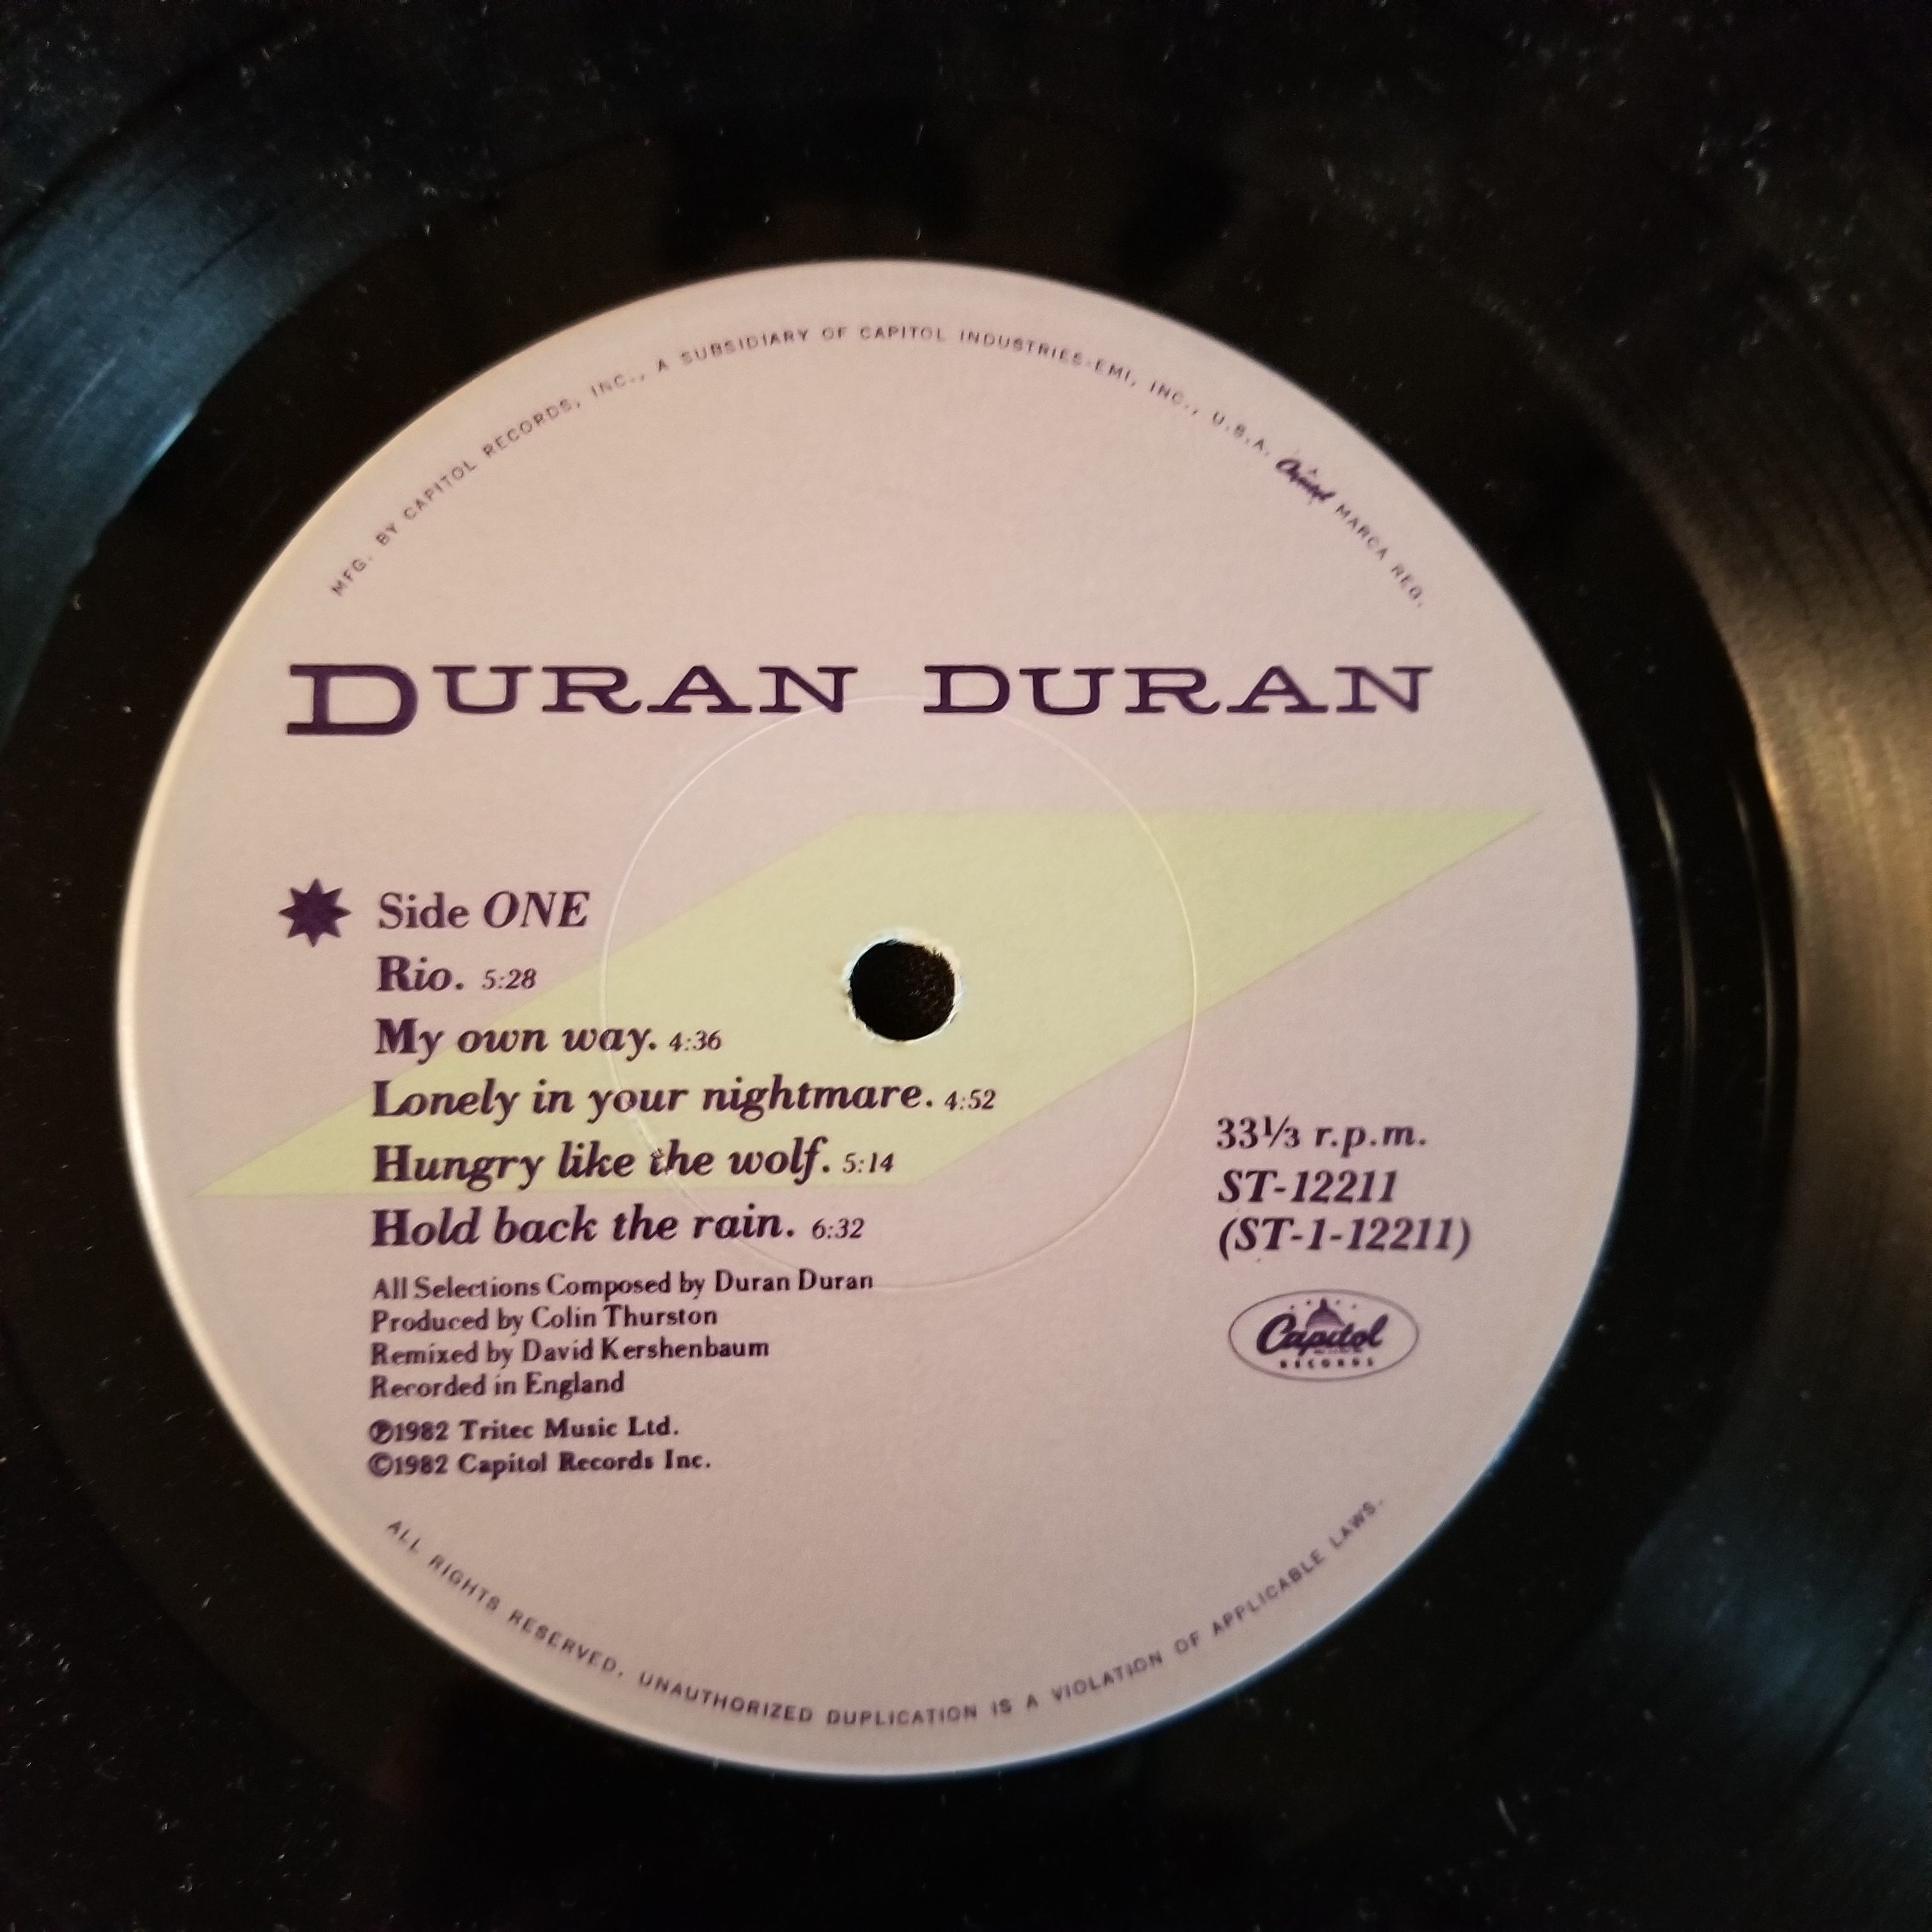 MFG. BY CAPITOL RECORDS, INC., A SUBSIDIARY OF CAPITOL INDUSTRIES-EMI, INC., U.S.A. Capitol MARCA REG.
DURAN DURAN
Side ONE
Rio. 5:28
My own way. 4:36
Lonely in your nightmare. 4:52
Hungry like the wolf. 5:14
Hold back the rain. 6:32
33⅓ r.p.m.
ST-12211
(ST-1-12211)
All Selections Composed by Duran Duran
Produced by Colin Thurston
Remixed by David Kershenbaum
Recorded in England
℗1982 Tritec Music Ltd.
©1982 Capitol Records Inc.
Capitol
RECORDS
ALL RIGHTS RESERVED. UNAUTHORIZED DUPLICATION IS A VIOLATION OF APPLICABLE LAWS.